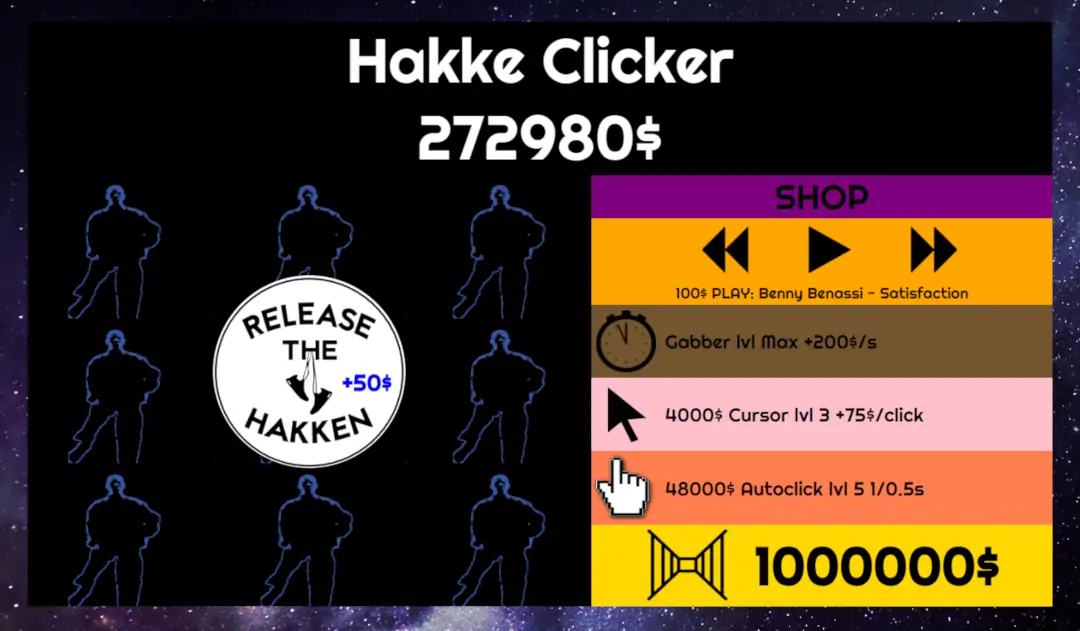 Hakke Clicker
272980$
RELEASE
THE
+50$
HAKKEN
SHOP
100$ PLAY: Benny Benassi - Satisfaction
Gabber lvl Max +200$/s
4000$ Cursor lvl 3 +75$/click
48000$ Autoclick lvl 5 1/0.5s
1000000$